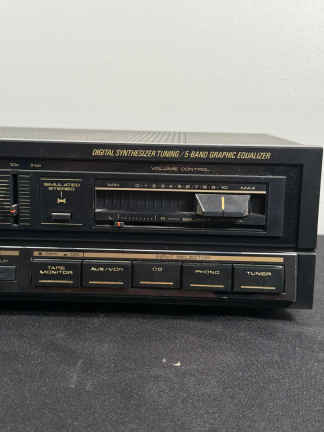 DIGITAL SYNTHESIZER TUNING / 5-BAND GRAPHIC EQUALIZER
VOLUME CONTROL
SIMULATED
STEREO
MIN 0 1 2 3 4 5 6 7 8 9 10 MAX
L R
TAPE
MONITOR
AUX/VCR
CD
PHONO
TUNER